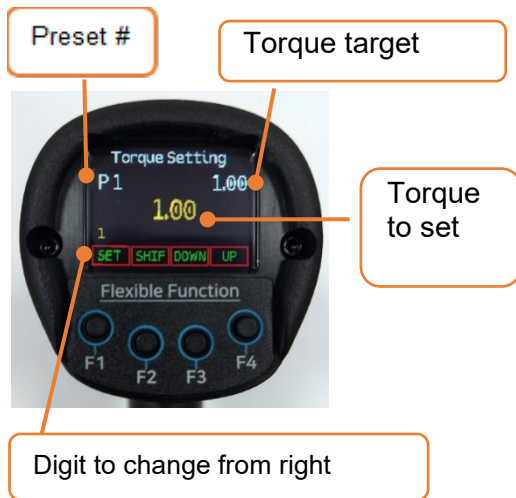 Preset #
Torque target
Torque Setting
P1 1.00
1.00
1
SET SHIF DOWN UP
Torque
to set
Flexible Function
F1 F2 F3 F4
Digit to change from right